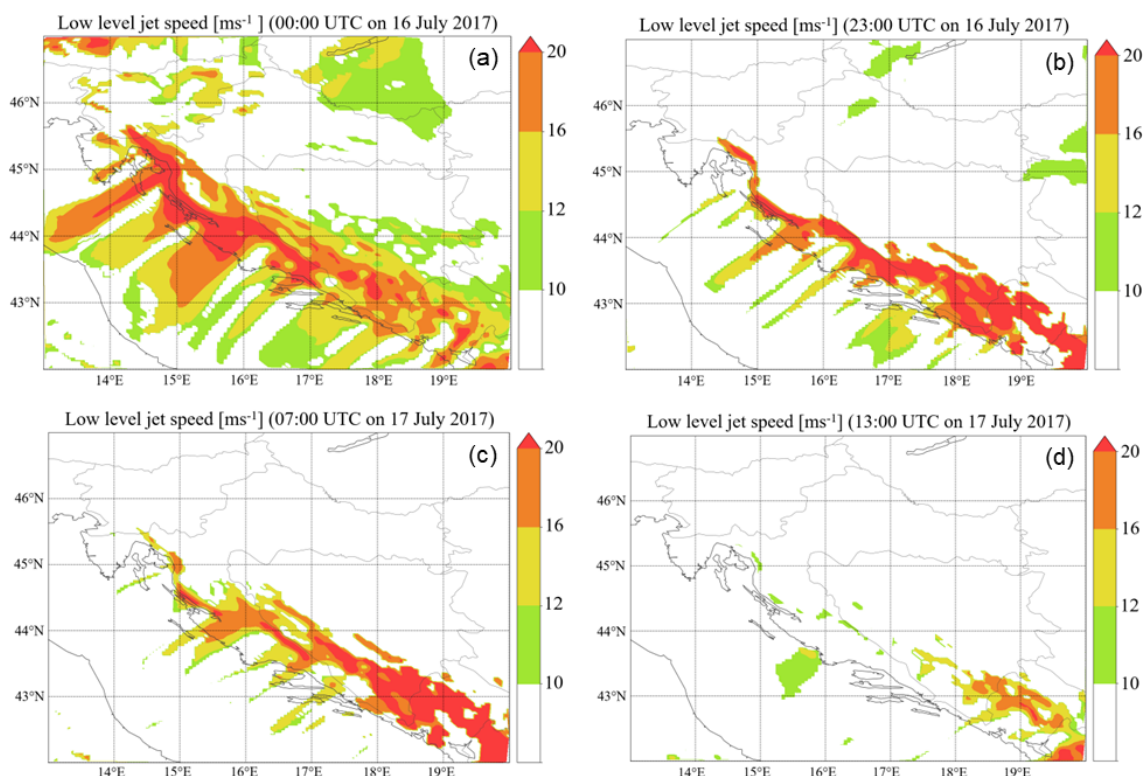 Low level jet speed [ms⁻¹ ] (00:00 UTC on 16 July 2017)
(a)
20
16
12
10
46°N
45°N
44°N
43°N
14°E 15°E 16°E 17°E 18°E 19°E
Low level jet speed [ms⁻¹] (23:00 UTC on 16 July 2017)
(b)
20
16
12
10
46°N
45°N
44°N
43°N
14°E 15°E 16°E 17°E 18°E 19°E
Low level jet speed [ms⁻¹] (07:00 UTC on 17 July 2017)
(c)
20
16
12
10
46°N
45°N
44°N
43°N
14°E 15°E 16°E 17°E 18°E 19°E
Low level jet speed [ms⁻¹] (13:00 UTC on 17 July 2017)
(d)
20
16
12
10
46°N
45°N
44°N
43°N
14°E 15°E 16°E 17°E 18°E 19°E